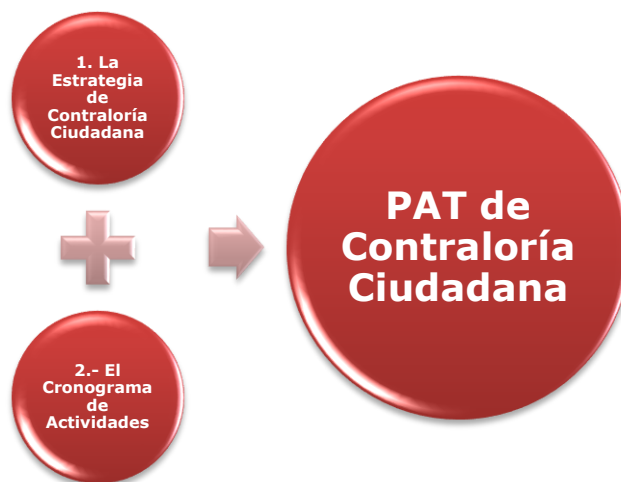 1. La
Estrategia
de
Contraloría
Ciudadana
2.- El
Cronograma
de
Actividades
PAT de
Contraloría
Ciudadana